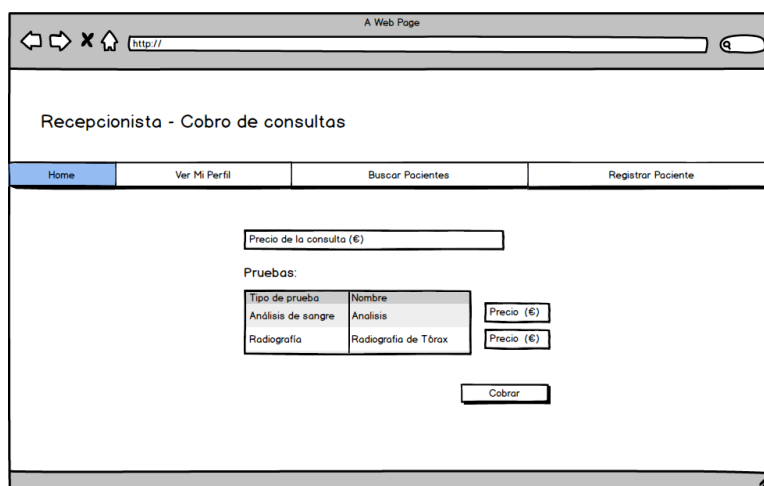 A Web Page
http://
Recepcionista - Cobro de consultas
Home Ver Mi Perfil Buscar Pacientes Registrar Paciente
Precio de la consulta (€)
Pruebas:
Tipo de prueba Nombre
Análisis de sangre Analisis Precio (€)
Radiografía Radiografia de Tórax Precio (€)
Cobrar